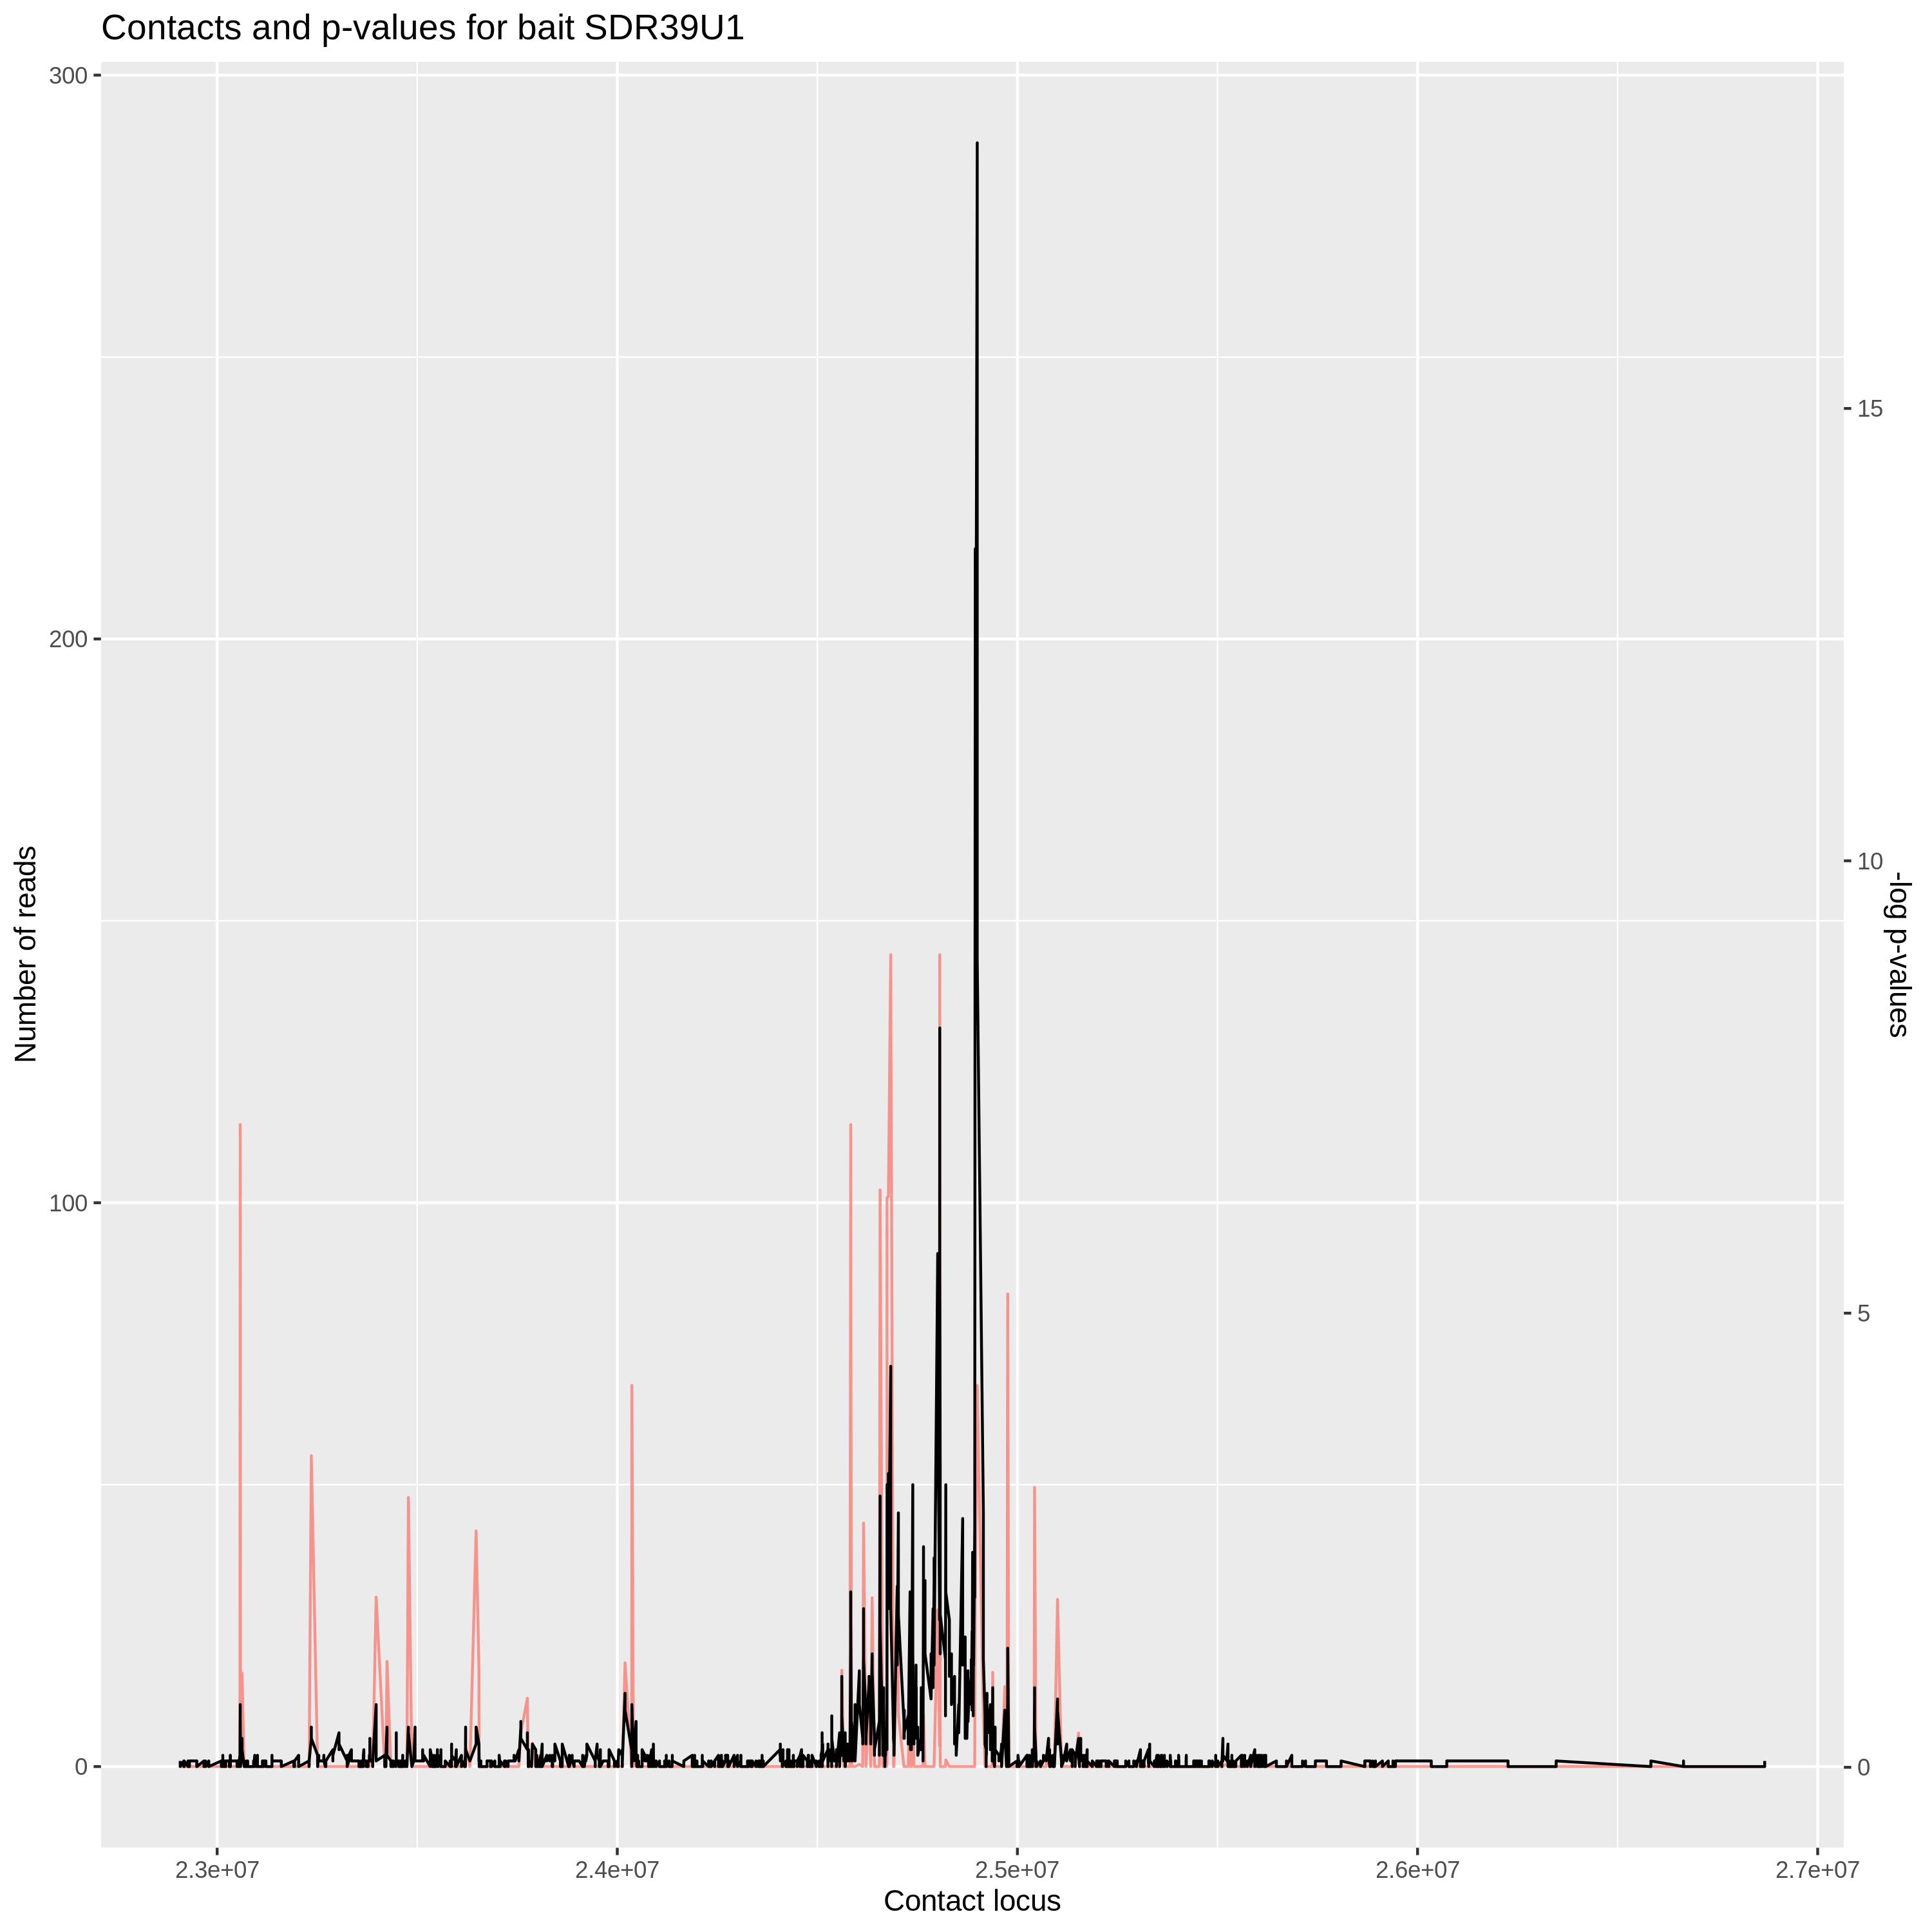 Contacts and p-values for bait SDR39U1
300
200
100
0
Number of reads
15
10
5
0
-log p-values
2.3e+07 2.4e+07 2.5e+07 2.6e+07 2.7e+07
Contact locus